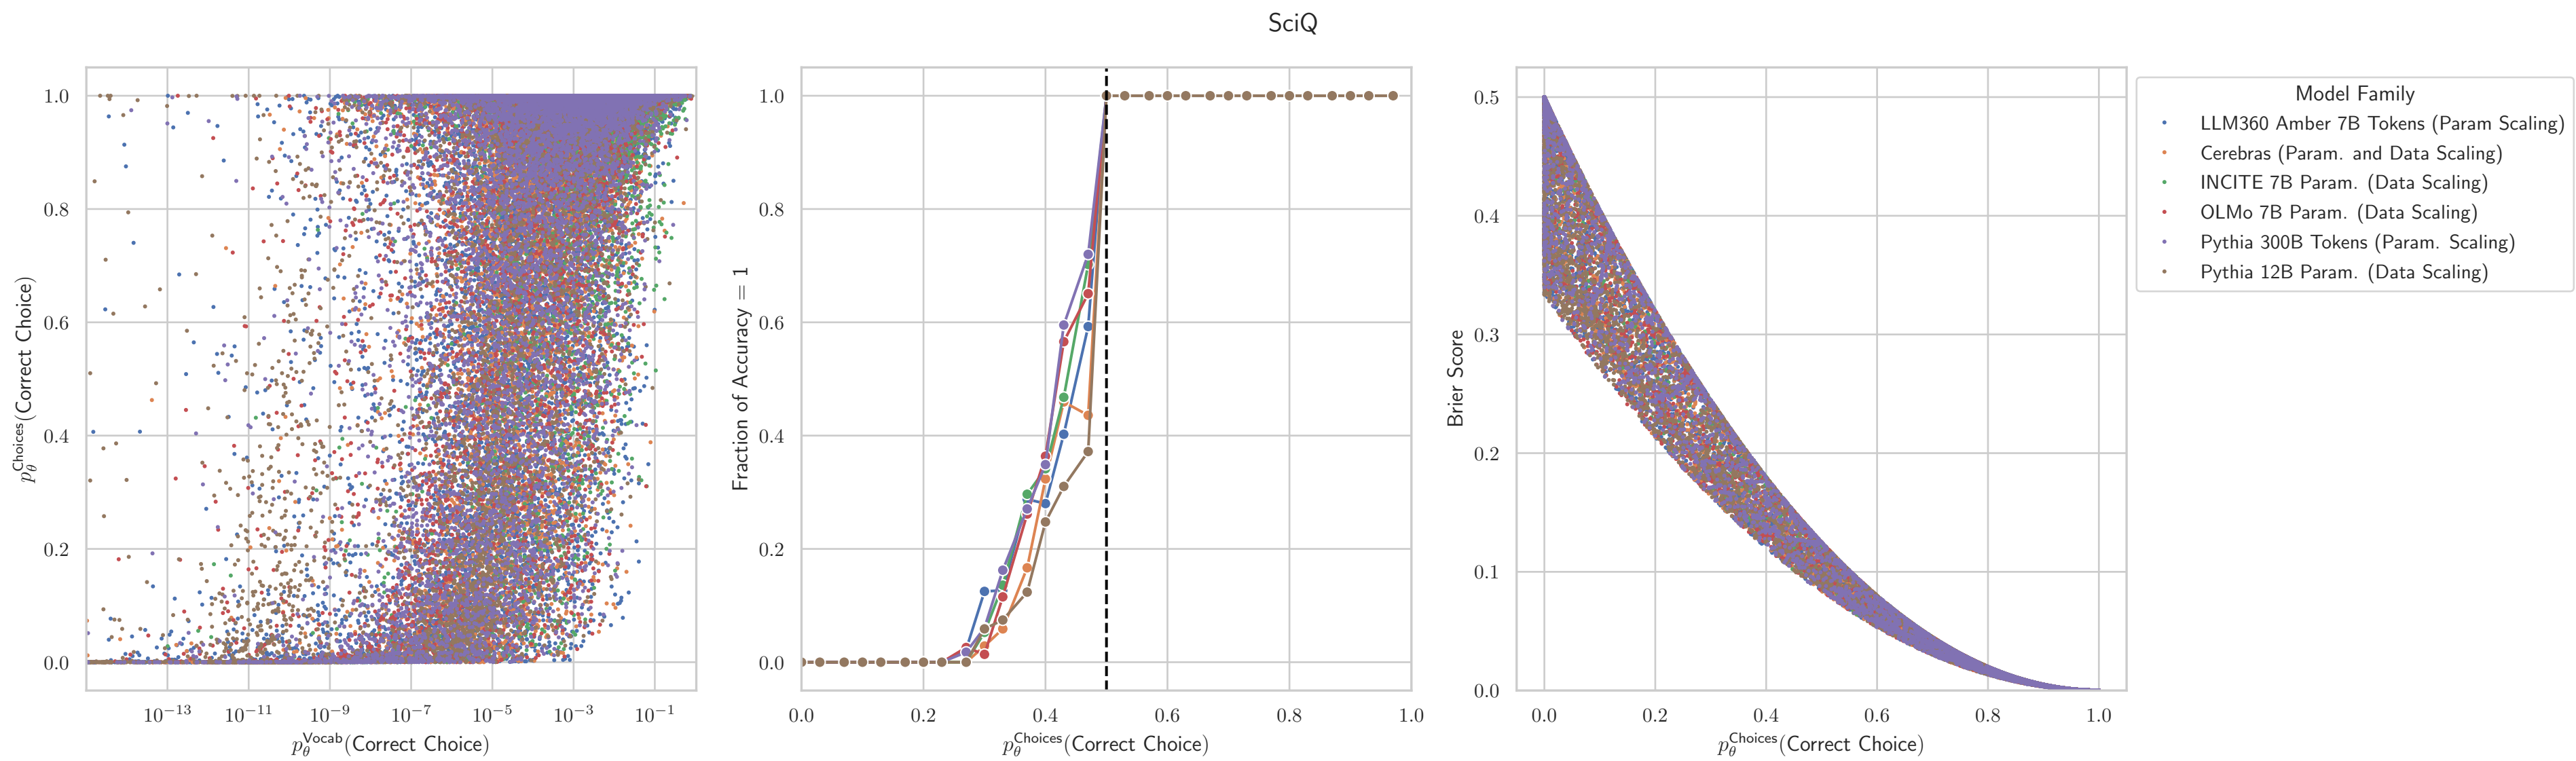 SciQ
1.0
0.8
0.6
0.4
0.2
0.0
p_θ^Choices(Correct Choice)
10^−13 10^−11 10^−9 10^−7 10^−5 10^−3 10^−1
p_θ^Vocab(Correct Choice)
1.0
0.8
0.6
0.4
0.2
0.0
Fraction of Accuracy = 1
0.0 0.2 0.4 0.6 0.8 1.0
p_θ^Choices(Correct Choice)
0.5
0.4
0.3
0.2
0.1
0.0
Brier Score
0.0 0.2 0.4 0.6 0.8 1.0
p_θ^Choices(Correct Choice)
Model Family
LLM360 Amber 7B Tokens (Param Scaling)
Cerebras (Param. and Data Scaling)
INCITE 7B Param. (Data Scaling)
OLMo 7B Param. (Data Scaling)
Pythia 300B Tokens (Param. Scaling)
Pythia 12B Param. (Data Scaling)